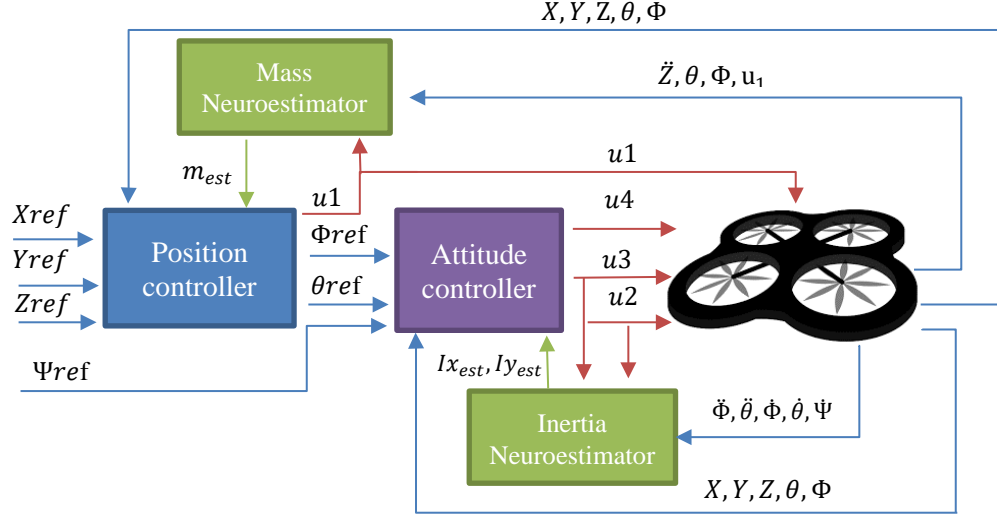 X, Y, Z, θ, Φ
Mass
Neuroestimator
Z̈, θ, Φ, u₁
m_est
u1
u1
Xref
Yref
Zref
Position
controller
Φref
θref
Attitude
controller
u4
u3
u2
Ψref
Ix_est, Iy_est
Inertia
Neuroestimator
Φ̈, θ̈, Φ̇, θ̇, Ψ̇
X, Y, Z, θ, Φ